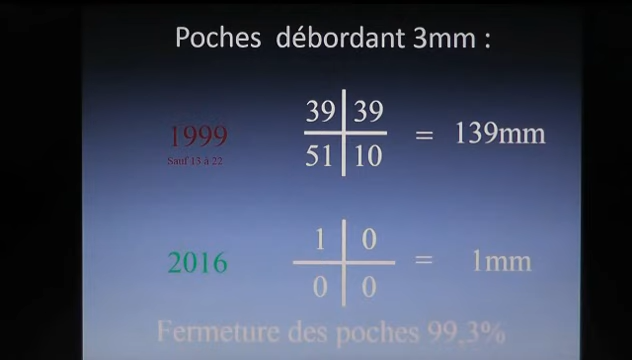 Poches débordant 3mm :
39 39
1999 = 139mm
Sauf 13 à 22
51 10
1 0
2016 = 1mm
0 0
Fermeture des poches 99,3%